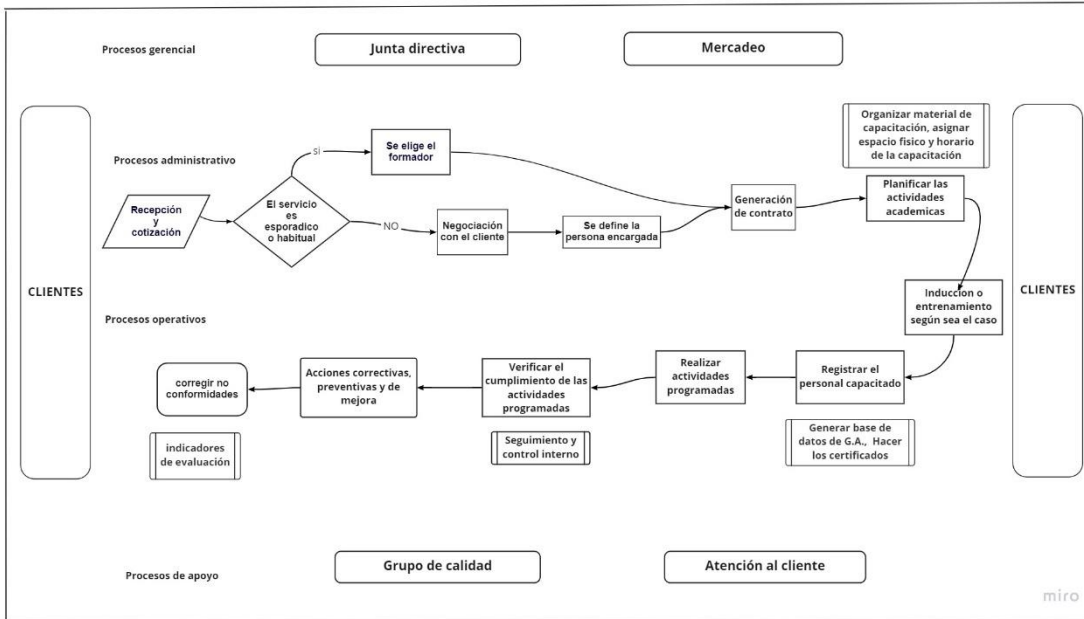 Procesos gerencial
Junta directiva
Mercadeo
CLIENTES
Procesos administrativo
Recepción
y
cotización
El servicio
es
esporadico
o habitual
si
Se elige el
formador
NO
Negociación
con el cliente
Se define la
persona encargada
Generación
de contrato
Organizar material de
capacitación, asignar
espacio fisico y horario
de la capacitación
Planificar las
actividades
academicas
CLIENTES
Induccion o
entrenamiento
según sea el caso
Procesos operativos
Registrar el
personal capacitado
Generar base de
datos de G.A., Hacer
los certificados
Realizar
actividades
programadas
Verificar el
cumplimiento de las
actividades
programadas
Seguimiento y
control interno
Acciones correctivas,
preventivas y de
mejora
corregir no
conformidades
indicadores
de evaluación
Procesos de apoyo
Grupo de calidad
Atención al cliente
miro